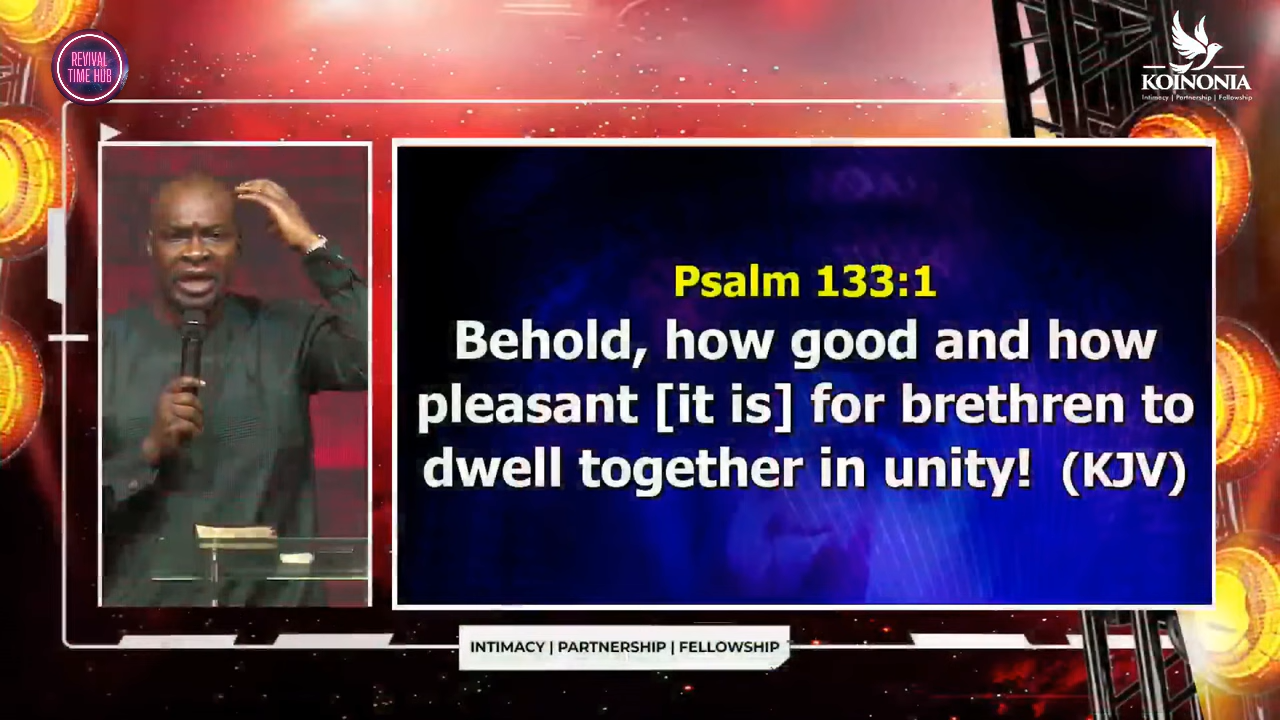 REVIVAL
TIME HUB
KOINONIA
Intimacy | Partnership | Fellowship
Psalm 133:1
Behold, how good and how
pleasant [it is] for brethren to
dwell together in unity! (KJV)
INTIMACY | PARTNERSHIP | FELLOWSHIP